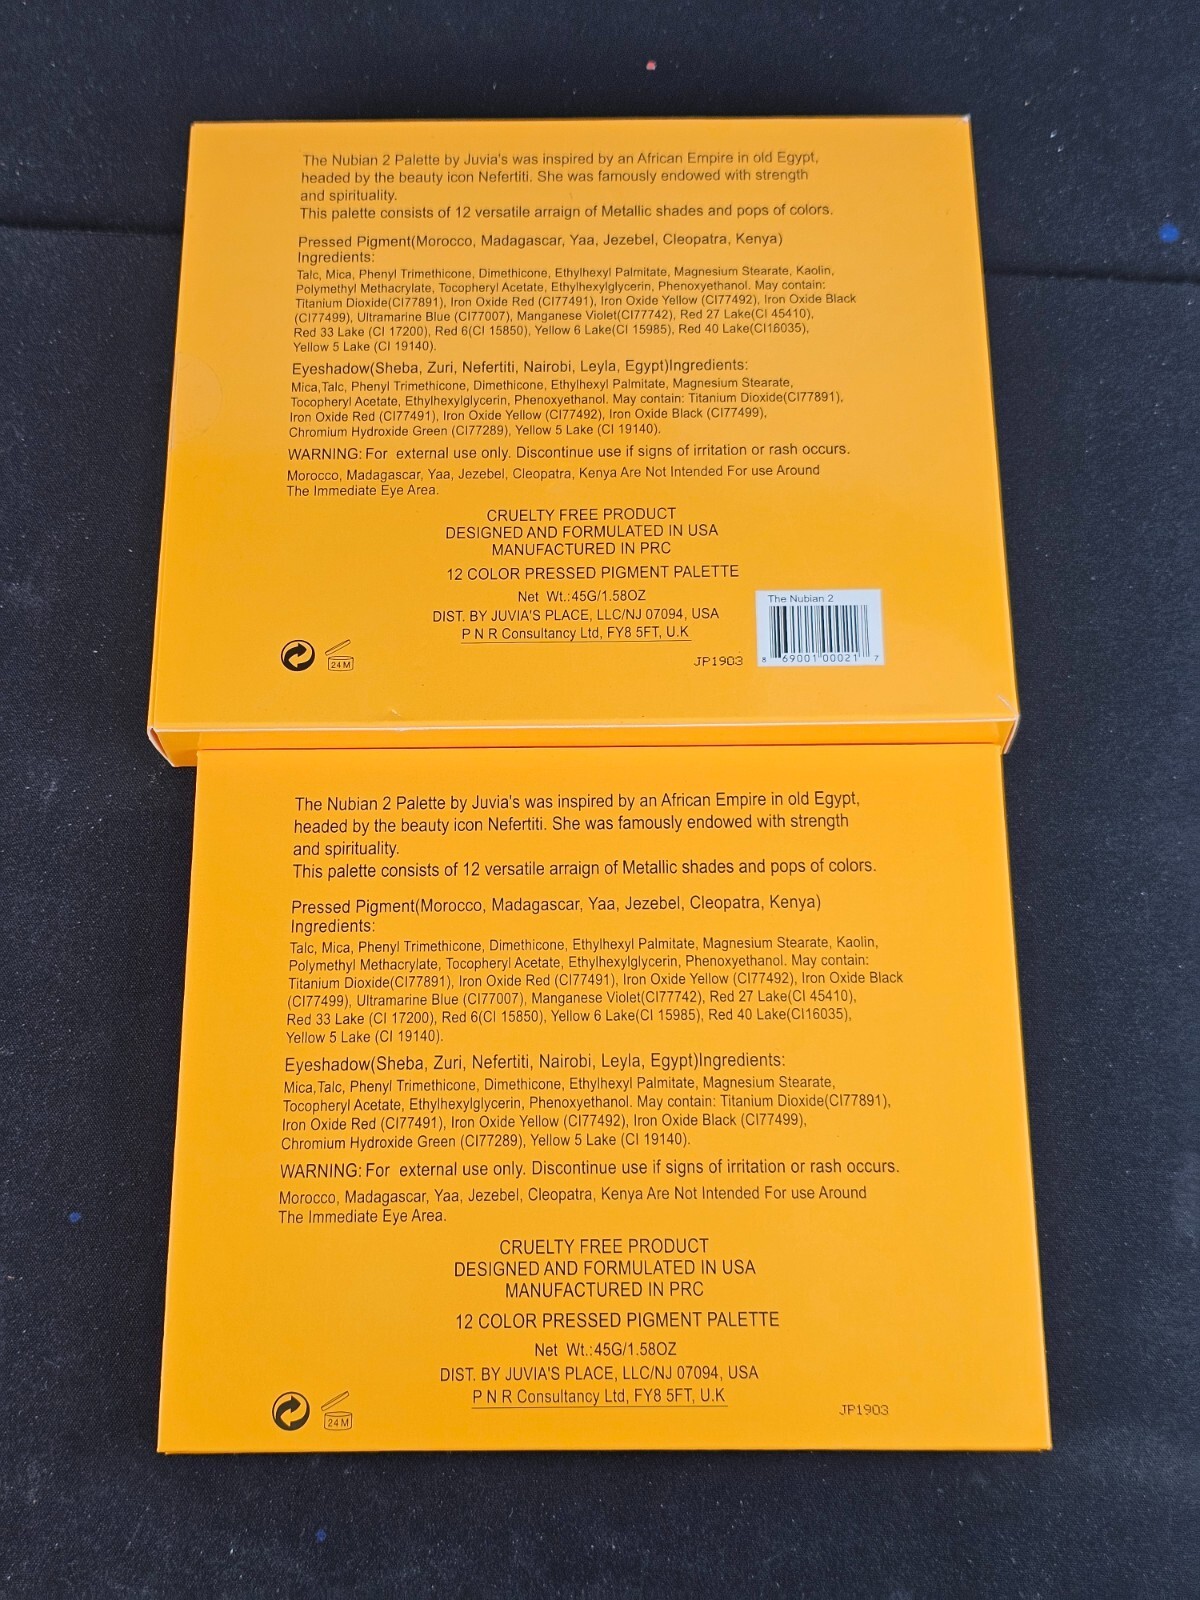 The Nubian 2 Palette by Juvia's was inspired by an African Empire in old Egypt,
headed by the beauty icon Nefertiti. She was famously endowed with strength
and spirituality.
This palette consists of 12 versatile arraign of Metallic shades and pops of colors.
Pressed Pigment(Morocco, Madagascar, Yaa, Jezebel, Cleopatra, Kenya)
Ingredients:
Talc, Mica, Phenyl Trimethicone, Dimethicone, Ethylhexyl Palmitate, Magnesium Stearate, Kaolin,
Polymethyl Methacrylate, Tocopheryl Acetate, Ethylhexylglycerin, Phenoxyethanol. May contain:
Titanium Dioxide(CI77891), Iron Oxide Red (CI77491), Iron Oxide Yellow (CI77492), Iron Oxide Black
(CI77499), Ultramarine Blue (CI77007), Manganese Violet(CI77742), Red 27 Lake(CI 45410),
Red 33 Lake (CI 17200), Red 6(CI 15850), Yellow 6 Lake(CI 15985), Red 40 Lake(CI16035),
Yellow 5 Lake (CI 19140).
Eyeshadow(Sheba, Zuri, Nefertiti, Nairobi, Leyla, Egypt)Ingredients:
Mica,Talc, Phenyl Trimethicone, Dimethicone, Ethylhexyl Palmitate, Magnesium Stearate,
Tocopheryl Acetate, Ethylhexylglycerin, Phenoxyethanol. May contain: Titanium Dioxide(CI77891),
Iron Oxide Red (CI77491), Iron Oxide Yellow (CI77492), Iron Oxide Black (CI77499),
Chromium Hydroxide Green (CI77289), Yellow 5 Lake (CI 19140).
WARNING: For external use only. Discontinue use if signs of irritation or rash occurs.
Morocco, Madagascar, Yaa, Jezebel, Cleopatra, Kenya Are Not Intended For use Around
The Immediate Eye Area.
CRUELTY FREE PRODUCT
DESIGNED AND FORMULATED IN USA
MANUFACTURED IN PRC
12 COLOR PRESSED PIGMENT PALETTE
Net Wt.:45G/1.58OZ
DIST. BY JUVIA'S PLACE, LLC/NJ 07094, USA
P N R Consultancy Ltd, FY8 5FT, U.K
24M
JP1903
The Nubian 2
8 69001 00021 7
The Nubian 2 Palette by Juvia's was inspired by an African Empire in old Egypt,
headed by the beauty icon Nefertiti. She was famously endowed with strength
and spirituality.
This palette consists of 12 versatile arraign of Metallic shades and pops of colors.
Pressed Pigment(Morocco, Madagascar, Yaa, Jezebel, Cleopatra, Kenya)
Ingredients:
Talc, Mica, Phenyl Trimethicone, Dimethicone, Ethylhexyl Palmitate, Magnesium Stearate, Kaolin,
Polymethyl Methacrylate, Tocopheryl Acetate, Ethylhexylglycerin, Phenoxyethanol. May contain:
Titanium Dioxide(CI77891), Iron Oxide Red (CI77491), Iron Oxide Yellow (CI77492), Iron Oxide Black
(CI77499), Ultramarine Blue (CI77007), Manganese Violet(CI77742), Red 27 Lake(CI 45410),
Red 33 Lake (CI 17200), Red 6(CI 15850), Yellow 6 Lake(CI 15985), Red 40 Lake(CI16035),
Yellow 5 Lake (CI 19140).
Eyeshadow(Sheba, Zuri, Nefertiti, Nairobi, Leyla, Egypt)Ingredients:
Mica,Talc, Phenyl Trimethicone, Dimethicone, Ethylhexyl Palmitate, Magnesium Stearate,
Tocopheryl Acetate, Ethylhexylglycerin, Phenoxyethanol. May contain: Titanium Dioxide(CI77891),
Iron Oxide Red (CI77491), Iron Oxide Yellow (CI77492), Iron Oxide Black (CI77499),
Chromium Hydroxide Green (CI77289), Yellow 5 Lake (CI 19140).
WARNING: For external use only. Discontinue use if signs of irritation or rash occurs.
Morocco, Madagascar, Yaa, Jezebel, Cleopatra, Kenya Are Not Intended For use Around
The Immediate Eye Area.
CRUELTY FREE PRODUCT
DESIGNED AND FORMULATED IN USA
MANUFACTURED IN PRC
12 COLOR PRESSED PIGMENT PALETTE
Net Wt.:45G/1.58OZ
DIST. BY JUVIA'S PLACE, LLC/NJ 07094, USA
P N R Consultancy Ltd, FY8 5FT, U.K
24M
JP1903